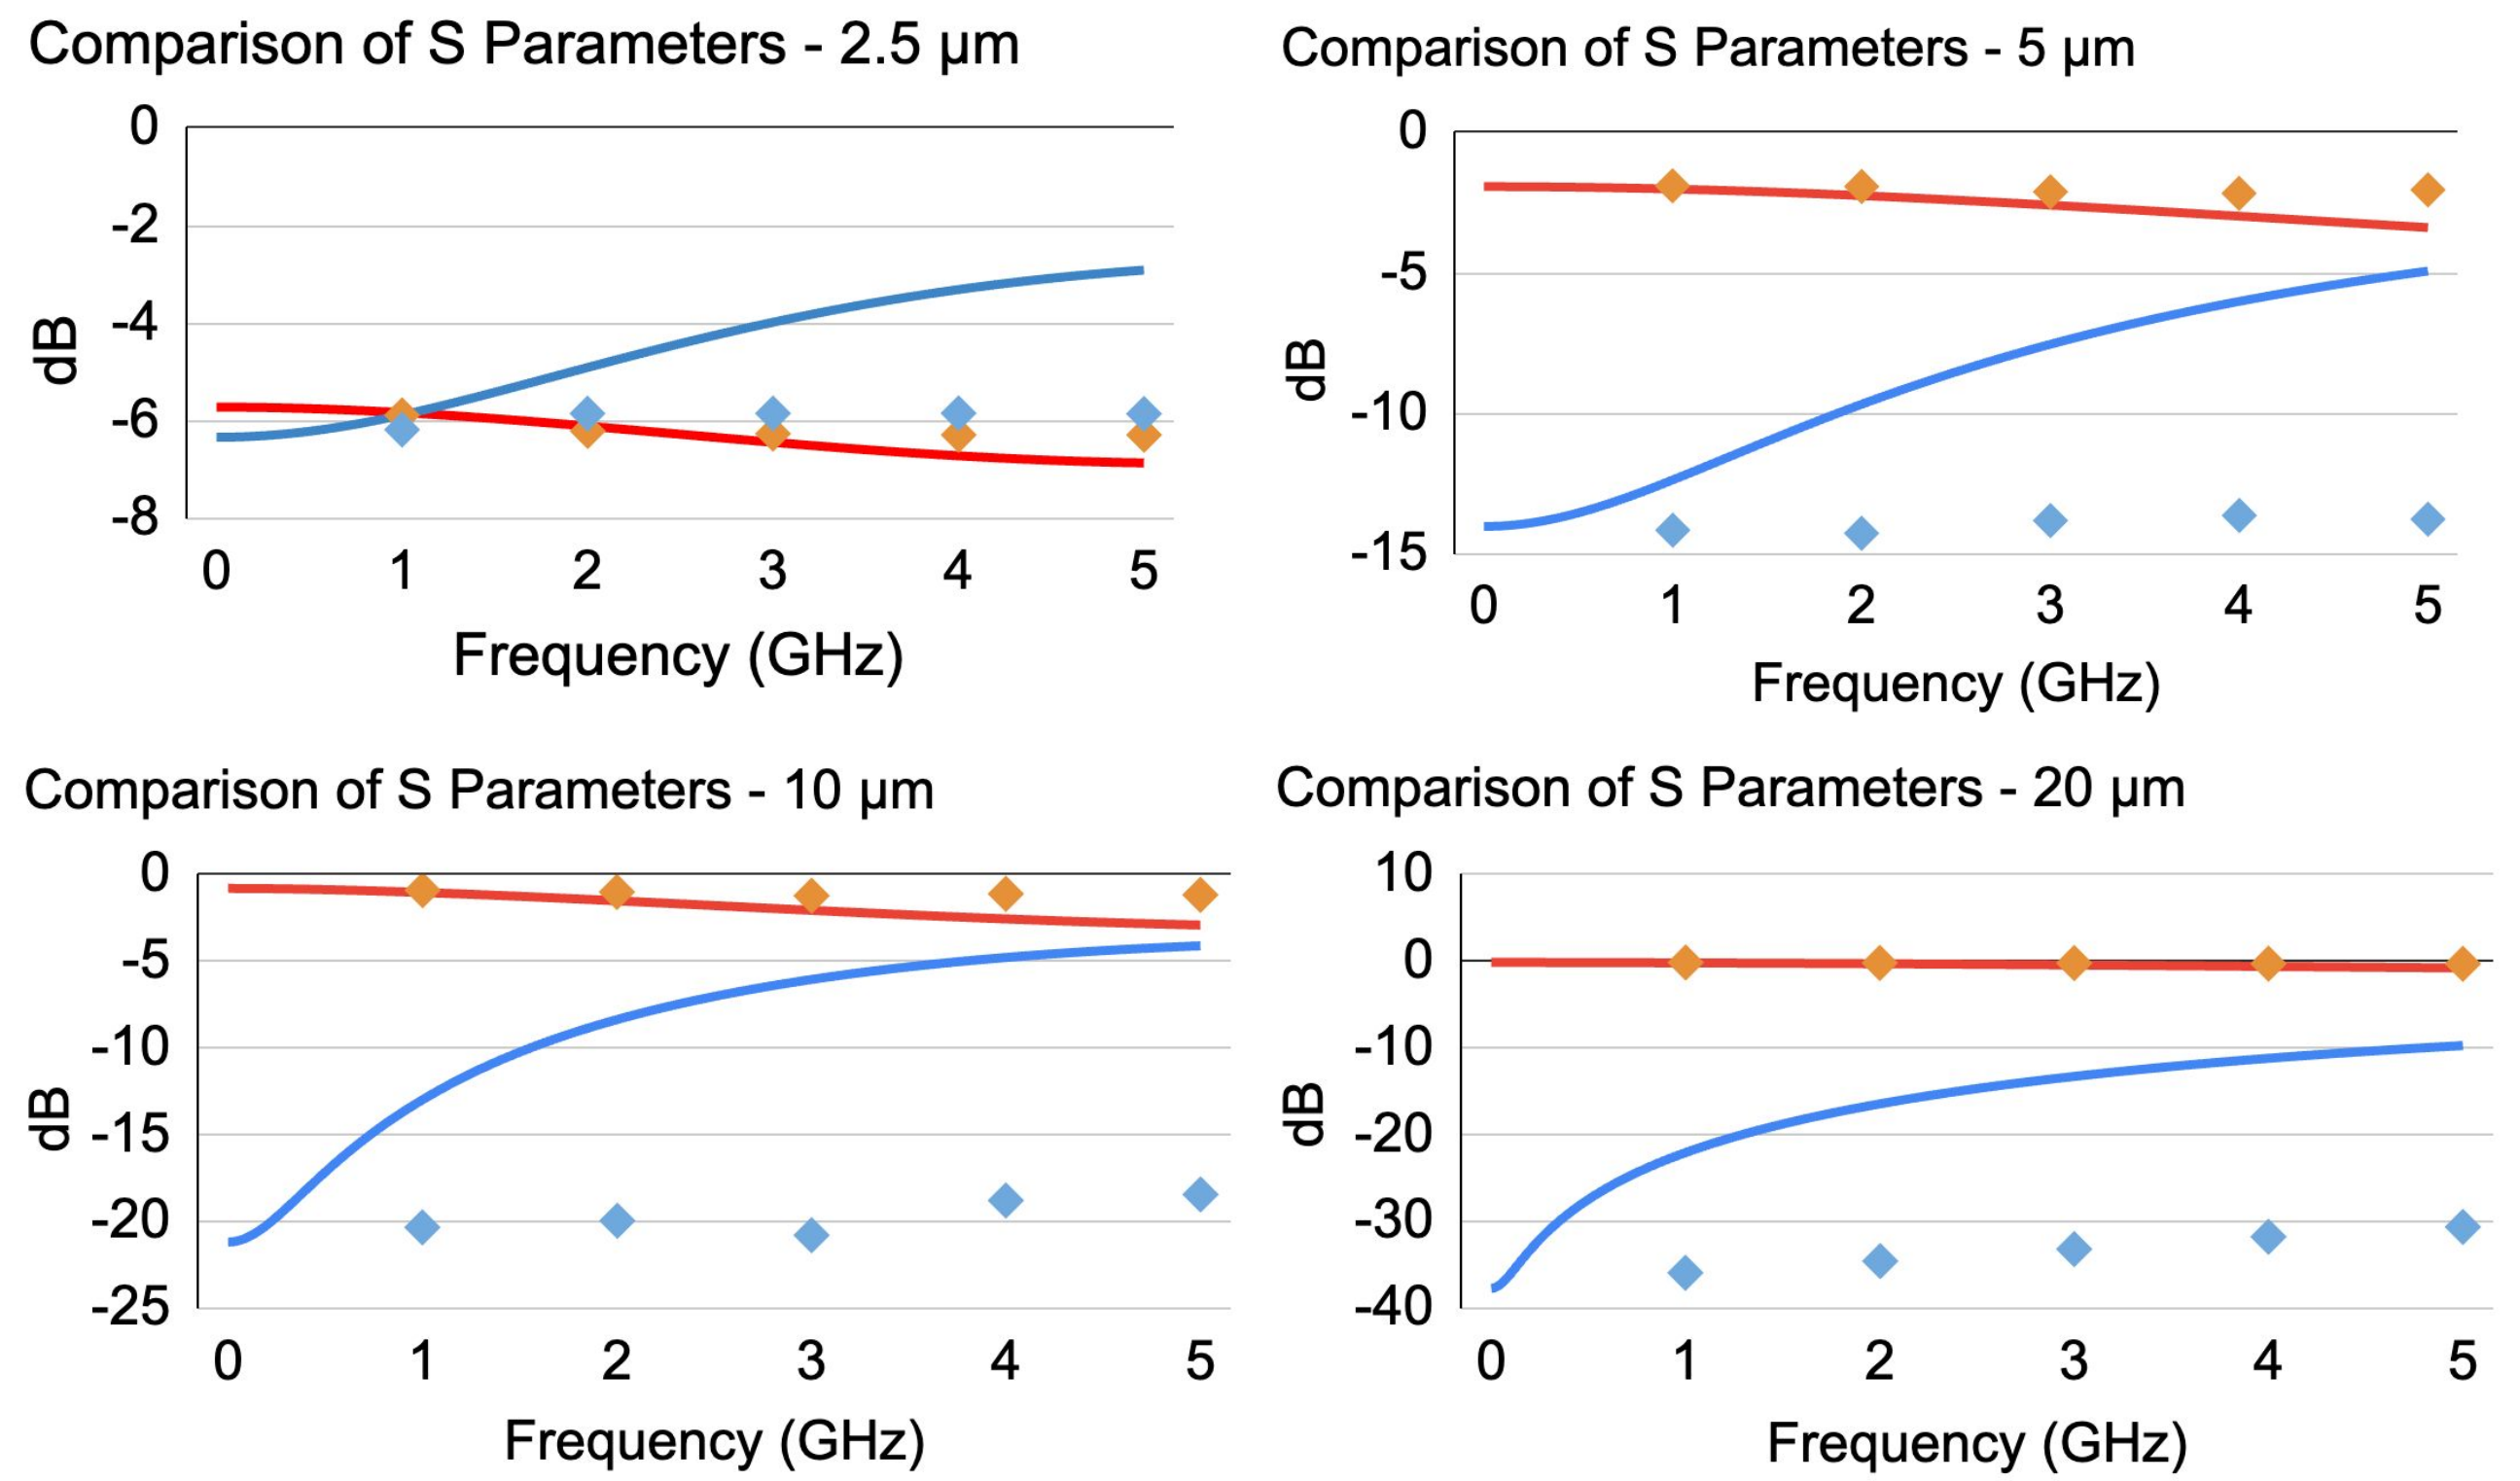 Comparison of S Parameters - 2.5 µm
0
-2
-4
-6
-8
dB
0 1 2 3 4 5
Frequency (GHz)
Comparison of S Parameters - 5 µm
0
-5
-10
-15
dB
0 1 2 3 4 5
Frequency (GHz)
Comparison of S Parameters - 10 µm
0
-5
-10
-15
-20
-25
dB
0 1 2 3 4 5
Frequency (GHz)
Comparison of S Parameters - 20 µm
10
0
-10
-20
-30
-40
dB
0 1 2 3 4 5
Frequency (GHz)